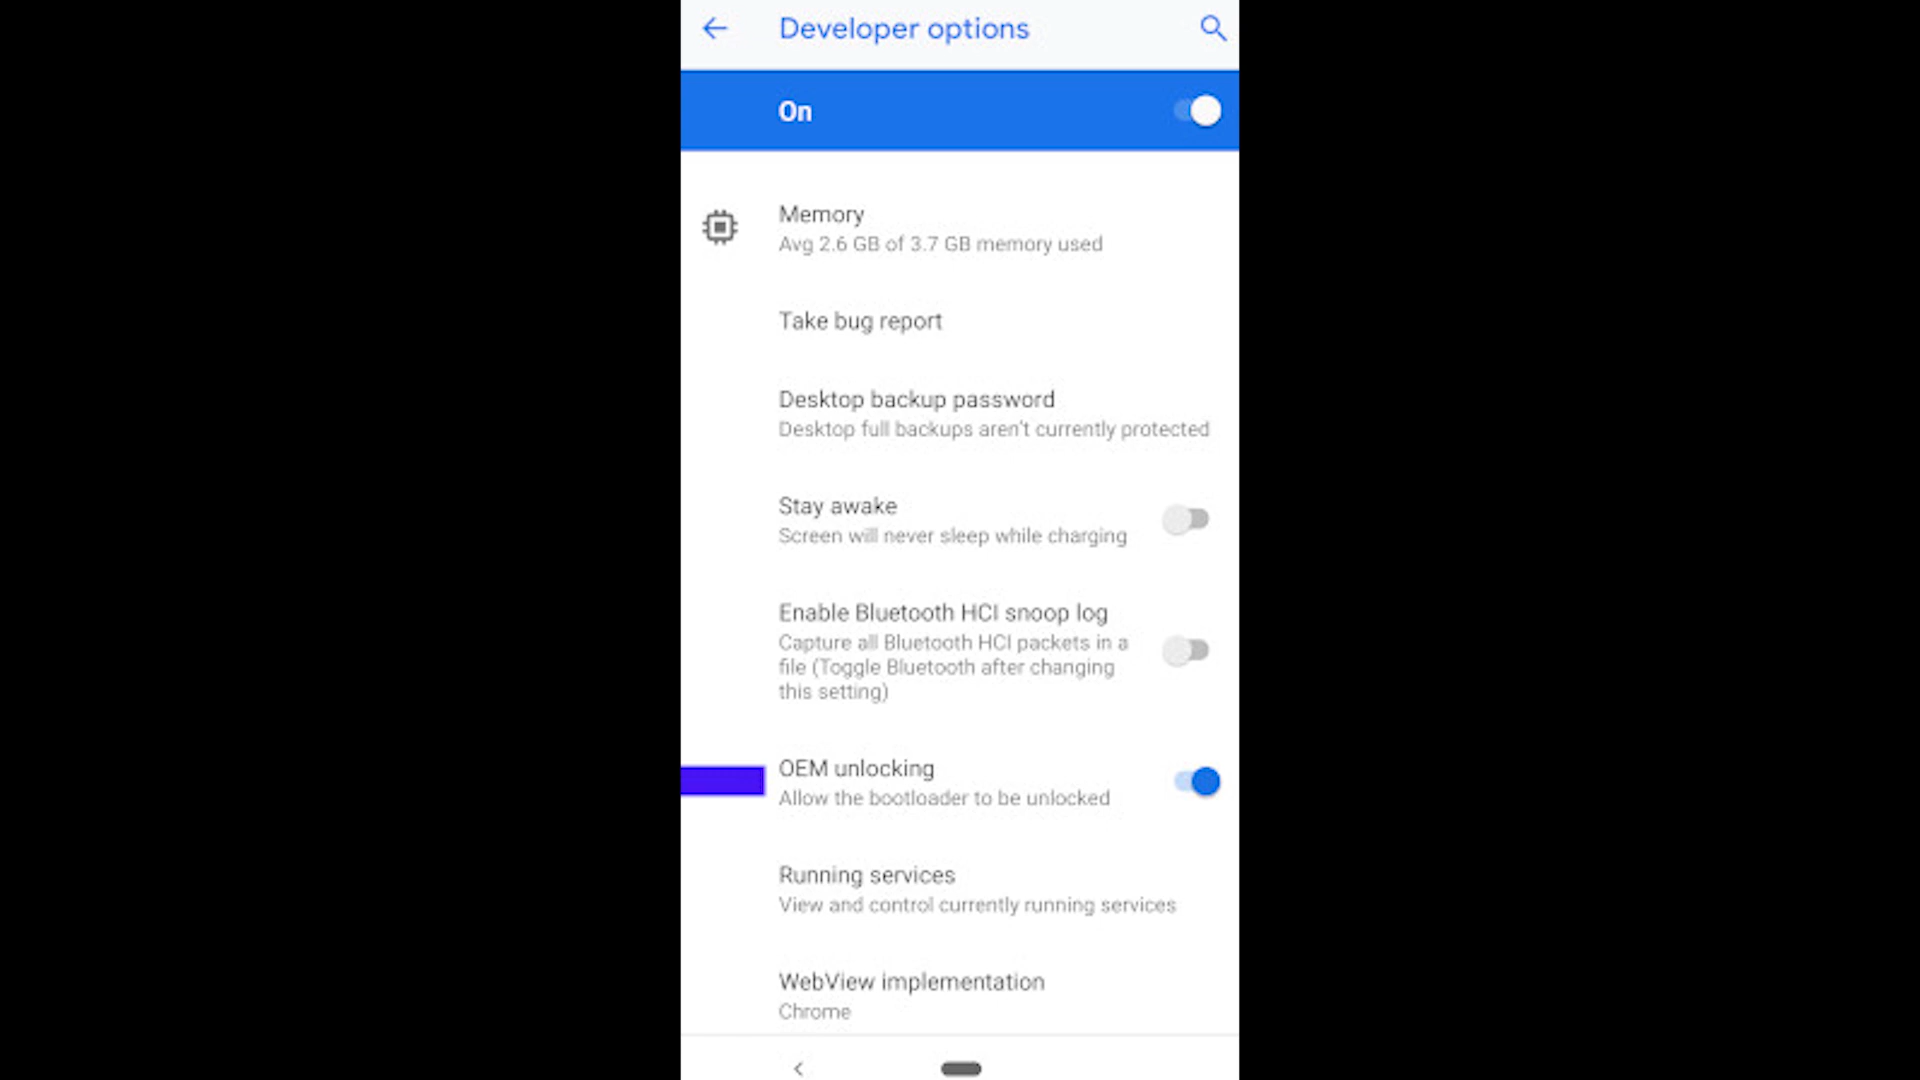 Developer options
On
Memory
Avg 2.6 GB of 3.7 GB memory used
Take bug report
Desktop backup password
Desktop full backups aren't currently protected
Stay awake
Screen will never sleep while charging
Enable Bluetooth HCI snoop log
Capture all Bluetooth HCI packets in a
file (Toggle Bluetooth after changing
this setting)
OEM unlocking
Allow the bootloader to be unlocked
Running services
View and control currently running services
WebView implementation
Chrome